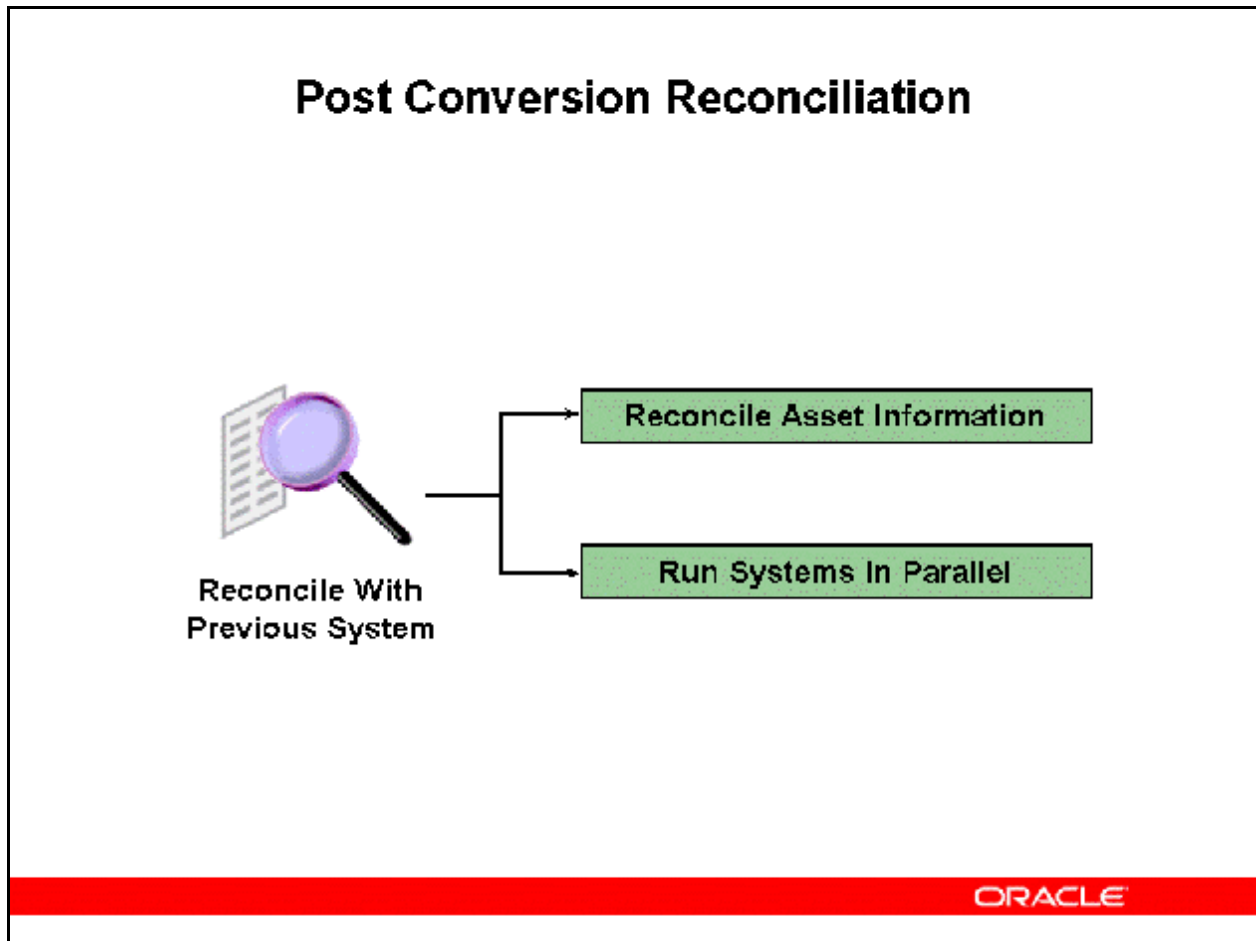 Post Conversion Reconciliation
Reconcile Asset Information
Run Systems In Parallel
Reconcile With
Previous System
ORACLE